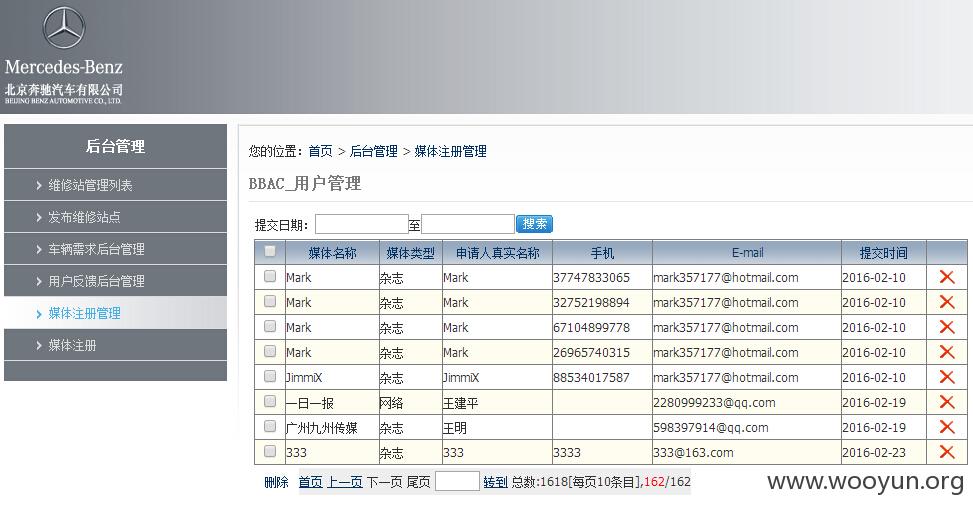 Mercedes-Benz
北京奔驰汽车有限公司
BEIJING BENZ AUTOMOTIVE CO., LTD.
后台管理
维修站管理列表
发布维修站点
车辆需求后台管理
用户反馈后台管理
媒体注册管理
媒体注册
您的位置：首页 > 后台管理 > 媒体注册管理
BBAC_用户管理
提交日期： 至 搜索
媒体名称 媒体类型 申请人真实名称 手机 E-mail 提交时间
Mark 杂志 Mark 37747833065 mark357177@hotmail.com 2016-02-10
Mark 杂志 Mark 32752198894 mark357177@hotmail.com 2016-02-10
Mark 杂志 Mark 67104899778 mark357177@hotmail.com 2016-02-10
Mark 杂志 Mark 26965740315 mark357177@hotmail.com 2016-02-10
JimmiX 杂志 JimmiX 88534017587 mark357177@hotmail.com 2016-02-10
一日一报 网络 王建平 2280999233@qq.com 2016-02-19
广州九州传媒 杂志 王明 598397914@qq.com 2016-02-19
333 杂志 333 3333 333@163.com 2016-02-23
删除 首页 上一页 下一页 尾页 转到 总数:1618[每页10条目],162/162
www.wooyun.org